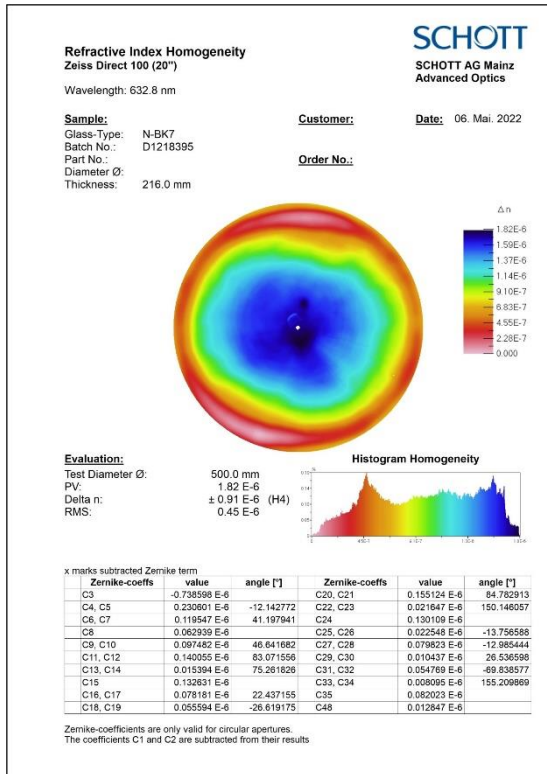 SCHOTT
Refractive Index Homogeneity
Zeiss Direct 100 (20")
SCHOTT AG Mainz
Advanced Optics
Wavelength: 632.8 nm
Sample: Customer: Date: 06. Mai. 2022
Glass-Type: N-BK7
Batch No.: D1218395
Part No.: Order No.:
Diameter Ø:
Thickness: 216.0 mm
Δ n
1.82E-6
1.59E-6
1.37E-6
1.14E-6
9.10E-7
6.83E-7
4.55E-7
2.28E-7
0.000
Evaluation: Histogram Homogeneity
Test Diameter Ø: 500.0 mm
PV: 1.82 E-6
Delta n: ± 0.91 E-6 (H4)
RMS: 0.45 E-6
x marks subtracted Zernike term
Zernike-coeffs value angle [°] Zernike-coeffs value angle [°]
C3 -0.738598 E-6 C20, C21 0.155124 E-6 84.782913
C4, C5 0.230601 E-6 -12.142772 C22, C23 0.021647 E-6 150.146057
C6, C7 0.119547 E-6 41.197941 C24 0.130109 E-6
C8 0.062939 E-6 C25, C26 0.022548 E-6 -13.756588
C9, C10 0.097482 E-6 46.641682 C27, C28 0.079823 E-6 -12.985444
C11, C12 0.140055 E-6 83.071556 C29, C30 0.010437 E-6 26.536598
C13, C14 0.015394 E-6 75.261826 C31, C32 0.054769 E-6 -69.838577
C15 0.132631 E-6 C33, C34 0.008095 E-6 155.209869
C16, C17 0.078181 E-6 22.437155 C35 0.082023 E-6
C18, C19 0.055594 E-6 -26.619175 C48 0.012847 E-6
Zernike-coefficients are only valid for circular apertures.
The coefficients C1 and C2 are subtracted from their results